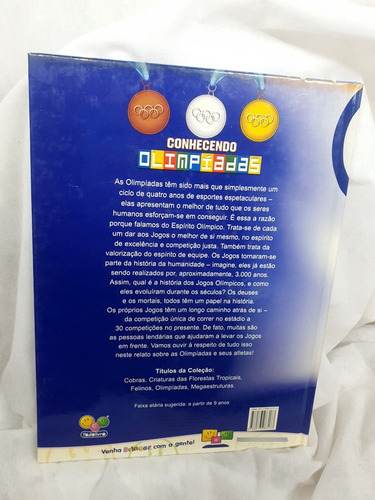 CONHECENDO
OLIMPÍADAS
As Olimpíadas têm sido mais que simplesmente um
ciclo de quatro anos de esportes espetaculares –
elas apresentam o melhor de tudo que os seres
humanos esforçam-se em conseguir. É essa a razão
porque falamos do Espírito Olímpico. Trata-se de cada
um dar aos Jogos o melhor de si mesmo, no espírito
de excelência e competição justa. Também trata da
valorização do espírito de equipe. Os Jogos tornaram-se
parte da história da humanidade – imagine, eles já estão
sendo realizados por, aproximadamente, 3.000 anos.
Assim, qual é a história dos Jogos Olímpicos, e como
eles evoluíram durante os séculos? Os deuses
e os mortais, todos têm um papel na história.
Os próprios Jogos têm um longo caminho atrás de si –
da competição única de correr no estádio a
30 competições no presente. De fato, muitas são
as pessoas lendárias que ajudaram a levar os Jogos
em frente. Vamos ouvir à respeito de tudo isso
neste relato sobre as Olimpíadas e seus atletas!
Títulos da Coleção:
Cobras, Criaturas das Florestas Tropicais,
Felinos, Olimpíadas, Megaestruturas.
Faixa etária sugerida: a partir de 9 anos
Todolivro
Venha Brincar com a gente!